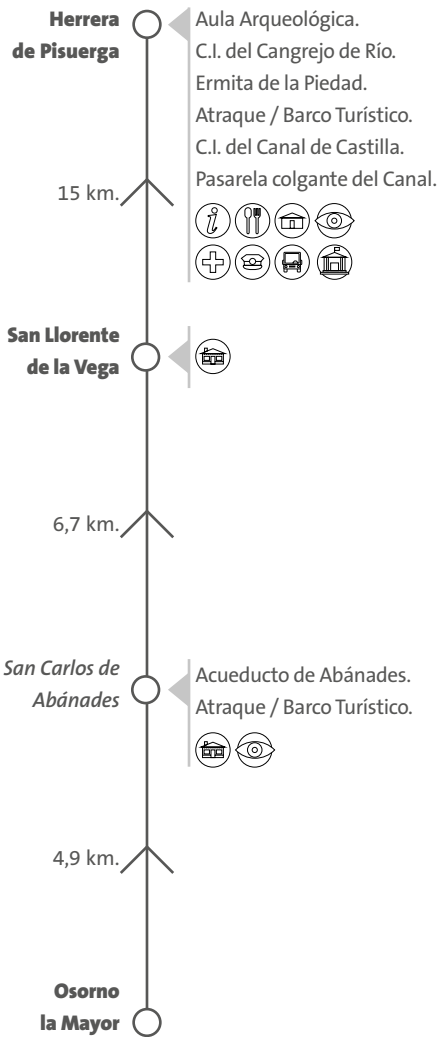 Herrera
de Pisuerga
Aula Arqueológica.
C.I. del Cangrejo de Río.
Ermita de la Piedad.
Atraque / Barco Turístico.
C.I. del Canal de Castilla.
Pasarela colgante del Canal.
i
15 km.
San Llorente
de la Vega
6,7 km.
San Carlos de
Abánades
Acueducto de Abánades.
Atraque / Barco Turístico.
4,9 km.
Osorno
la Mayor